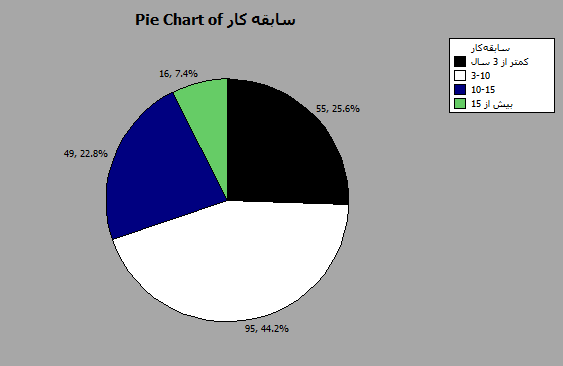 Pie Chart of سابقه کار
سابقه‌کار
کمتر از 3 سال
3-10
10-15
بیش از 15
16, 7.4%
55, 25.6%
49, 22.8%
95, 44.2%